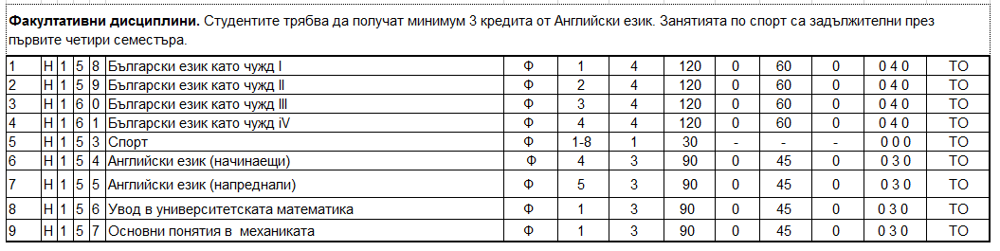 Факултативни дисциплини. Студентите трябва да получат минимум 3 кредита от Английски език. Занятията по спорт са задължителни през
първите четири семестъра.
1 Н 1 5 8 Български език като чужд I Ф 1 4 120 0 60 0 0 4 0 ТО
2 Н 1 5 9 Български език като чужд II Ф 2 4 120 0 60 0 0 4 0 ТО
3 Н 1 6 0 Български език като чужд III Ф 3 4 120 0 60 0 0 4 0 ТО
4 Н 1 6 1 Български език като чужд iV Ф 4 4 120 0 60 0 0 4 0 ТО
5 Н 1 5 3 Спорт Ф 1-8 1 30 - - - 0 0 0 ТО
6 Н 1 5 4 Английски език (начинаещи) Ф 4 3 90 0 45 0 0 3 0 ТО
7 Н 1 5 5 Английски език (напреднали) Ф 5 3 90 0 45 0 0 3 0 ТО
8 Н 1 5 6 Увод в университетската математика Ф 1 3 90 0 45 0 0 3 0 ТО
9 Н 1 5 7 Основни понятия в механиката Ф 1 3 90 0 45 0 0 3 0 ТО